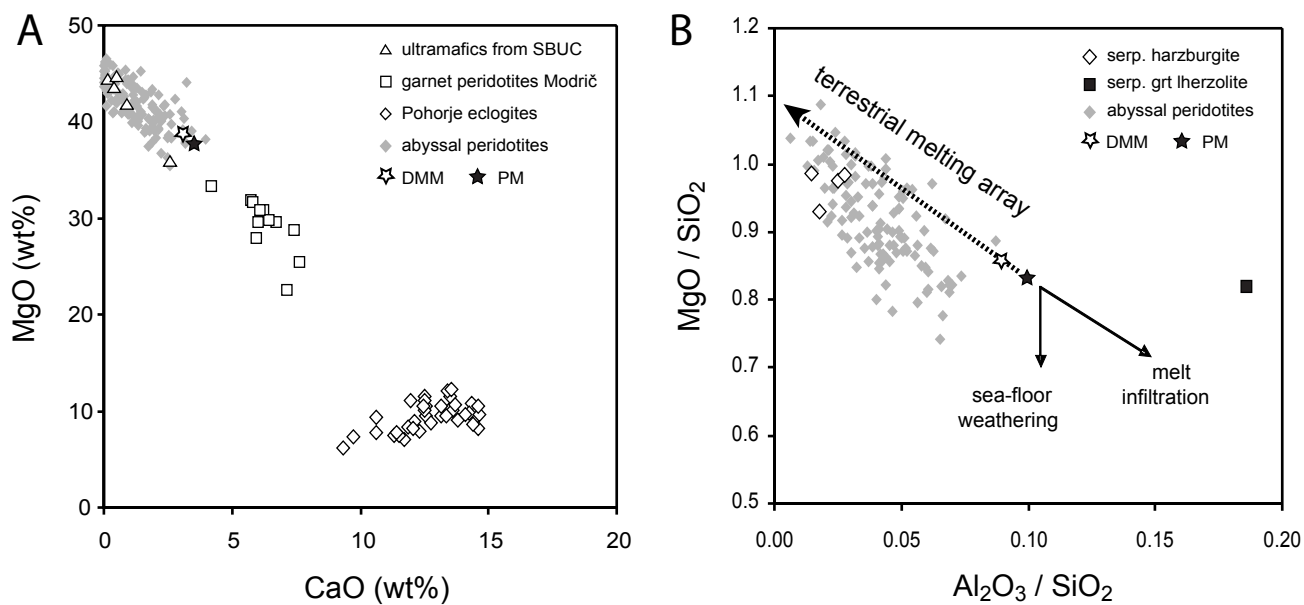 A
MgO (wt%)
50
40
30
20
10
0
0
5
10
15
20
CaO (wt%)
ultramafics from SBUC
garnet peridotites Modrič
Pohorje eclogites
abyssal peridotites
DMM PM
B
MgO / SiO₂
1.2
1.1
1.0
0.9
0.8
0.7
0.6
0.5
0.00
0.05
0.10
0.15
0.20
Al₂O₃ / SiO₂
serp. harzburgite
serp. grt lherzolite
abyssal peridotites
DMM PM
terrestrial melting array
sea-floor
weathering
melt
infiltration